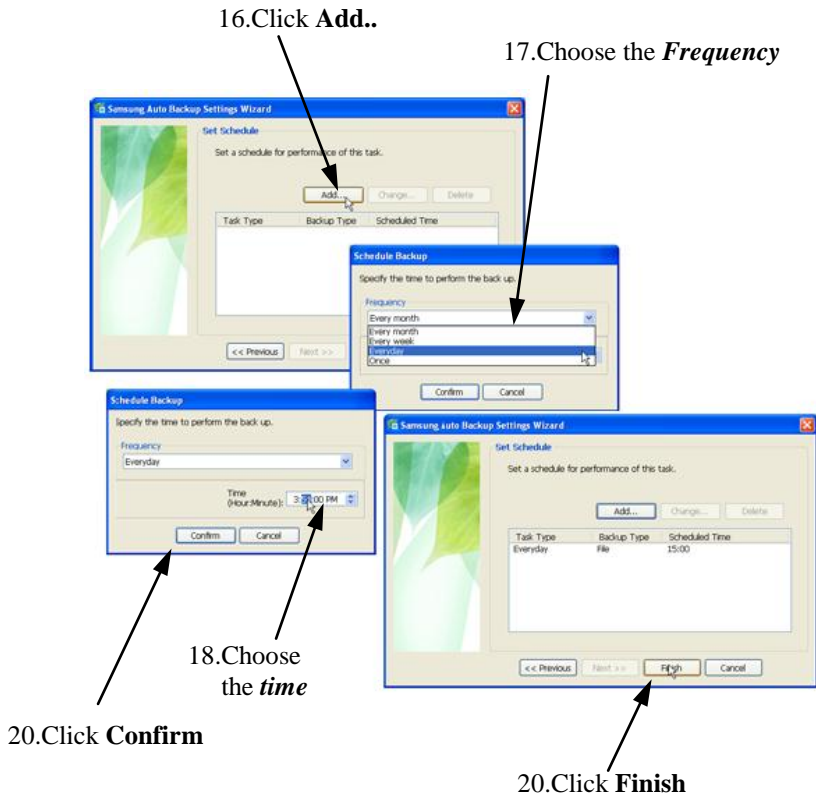 16.Click Add..
17.Choose the Frequency
Samsung Auto Backup Settings Wizard
Set Schedule
Set a schedule for performance of this task.
Add... Change... Delete
Task Type Backup Type Scheduled Time
<< Previous Next >>
Schedule Backup
Specify the time to perform the back up.
Frequency
Every month
Every month
Every week
Everyday
Once
Confirm Cancel
Schedule Backup
Specify the time to perform the back up.
Frequency
Everyday
Time
(Hour:Minute): 3: :00 PM
Confirm Cancel
Samsung Auto Backup Settings Wizard
Set Schedule
Set a schedule for performance of this task.
Add... Change... Delete
Task Type Backup Type Scheduled Time
Everyday File 15:00
<< Previous Next >> Finish Cancel
18.Choose
the time
20.Click Confirm
20.Click Finish